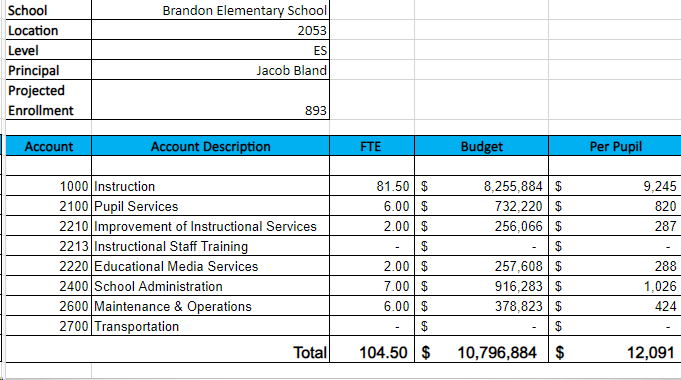 School Brandon Elementary School
Location 2053
Level ES
Principal Jacob Bland
Projected
Enrollment 893
Account Account Description FTE Budget Per Pupil
1000 Instruction 81.50 $ 8,255,884 $ 9,245
2100 Pupil Services 6.00 $ 732,220 $ 820
2210 Improvement of Instructional Services 2.00 $ 256,066 $ 287
2213 Instructional Staff Training - $ - $ -
2220 Educational Media Services 2.00 $ 257,608 $ 288
2400 School Administration 7.00 $ 916,283 $ 1,026
2600 Maintenance & Operations 6.00 $ 378,823 $ 424
2700 Transportation - $ - $ -
Total 104.50 $ 10,796,884 $ 12,091